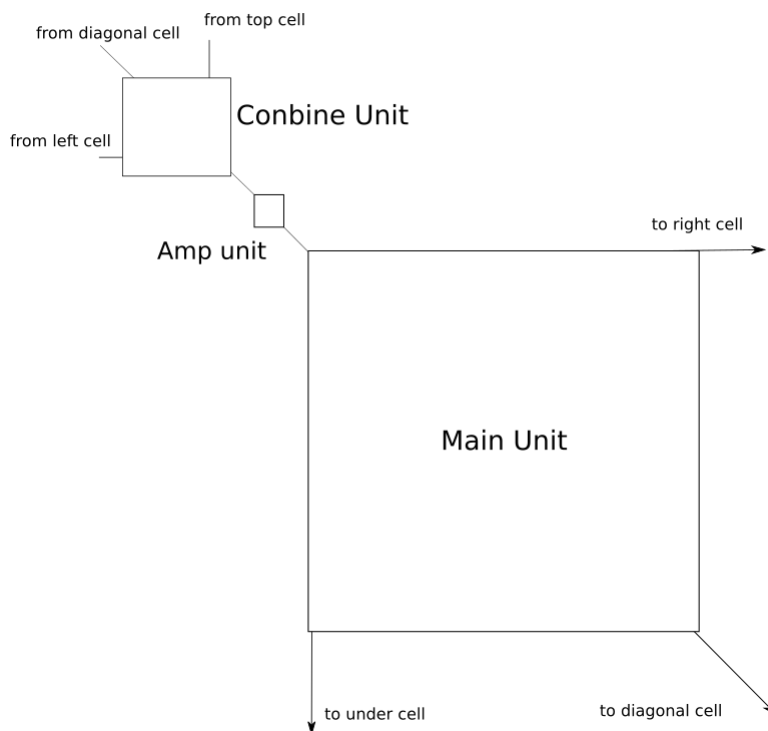 from top cell
from diagonal cell
Conbine Unit
from left cell
to right cell
Amp unit
Main Unit
to diagonal cell
to under cell